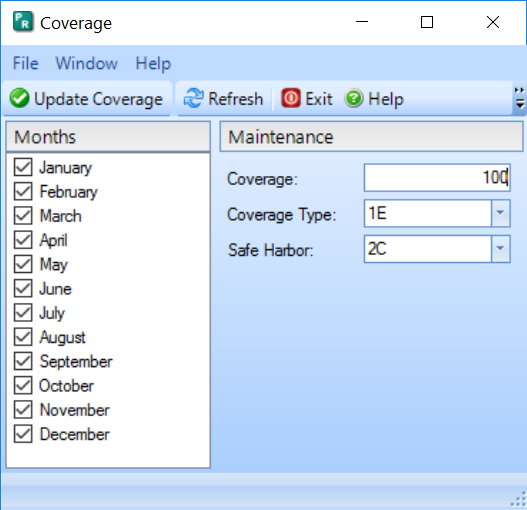 PR Coverage
File Window Help
Update Coverage Refresh Exit Help
Months
January
February
March
April
May
June
July
August
September
October
November
December
Maintenance
Coverage: 100
Coverage Type: 1E
Safe Harbor: 2C